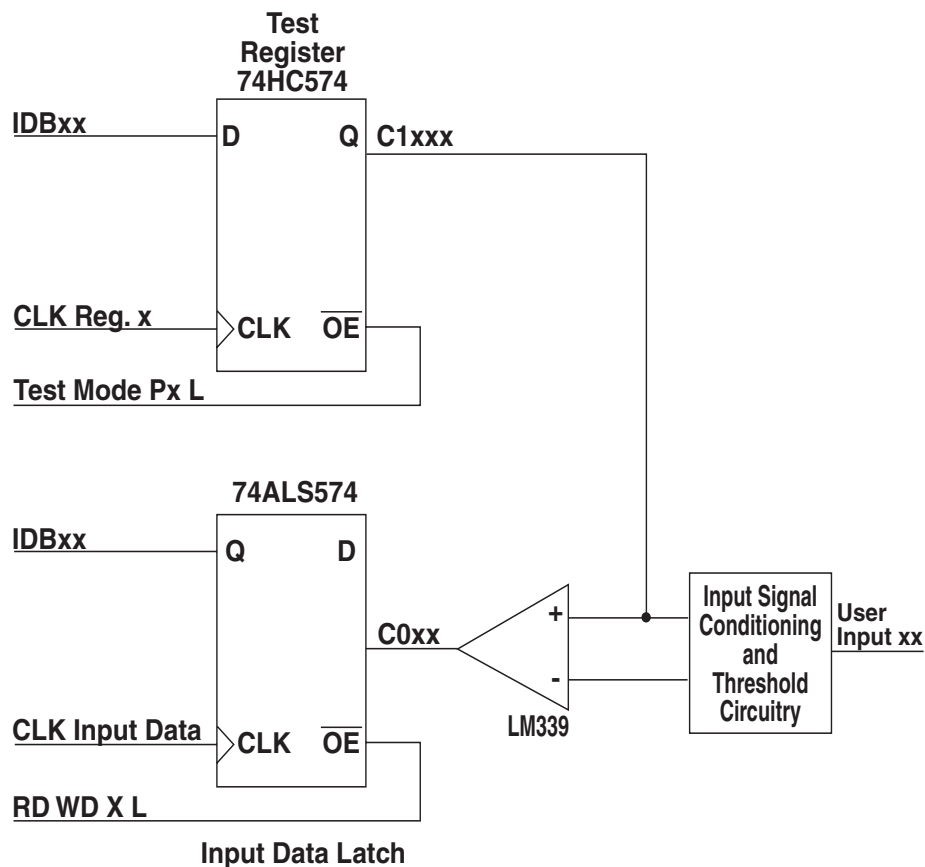 Test
Register
74HC574
IDBxx
D
Q
C1xxx
CLK Reg. x
CLK
OE
Test Mode Px L
74ALS574
IDBxx
Q
D
C0xx
+
-
LM339
Input Signal
Conditioning
and
Threshold
Circuitry
User
Input xx
CLK Input Data
CLK
OE
RD WD X L
Input Data Latch